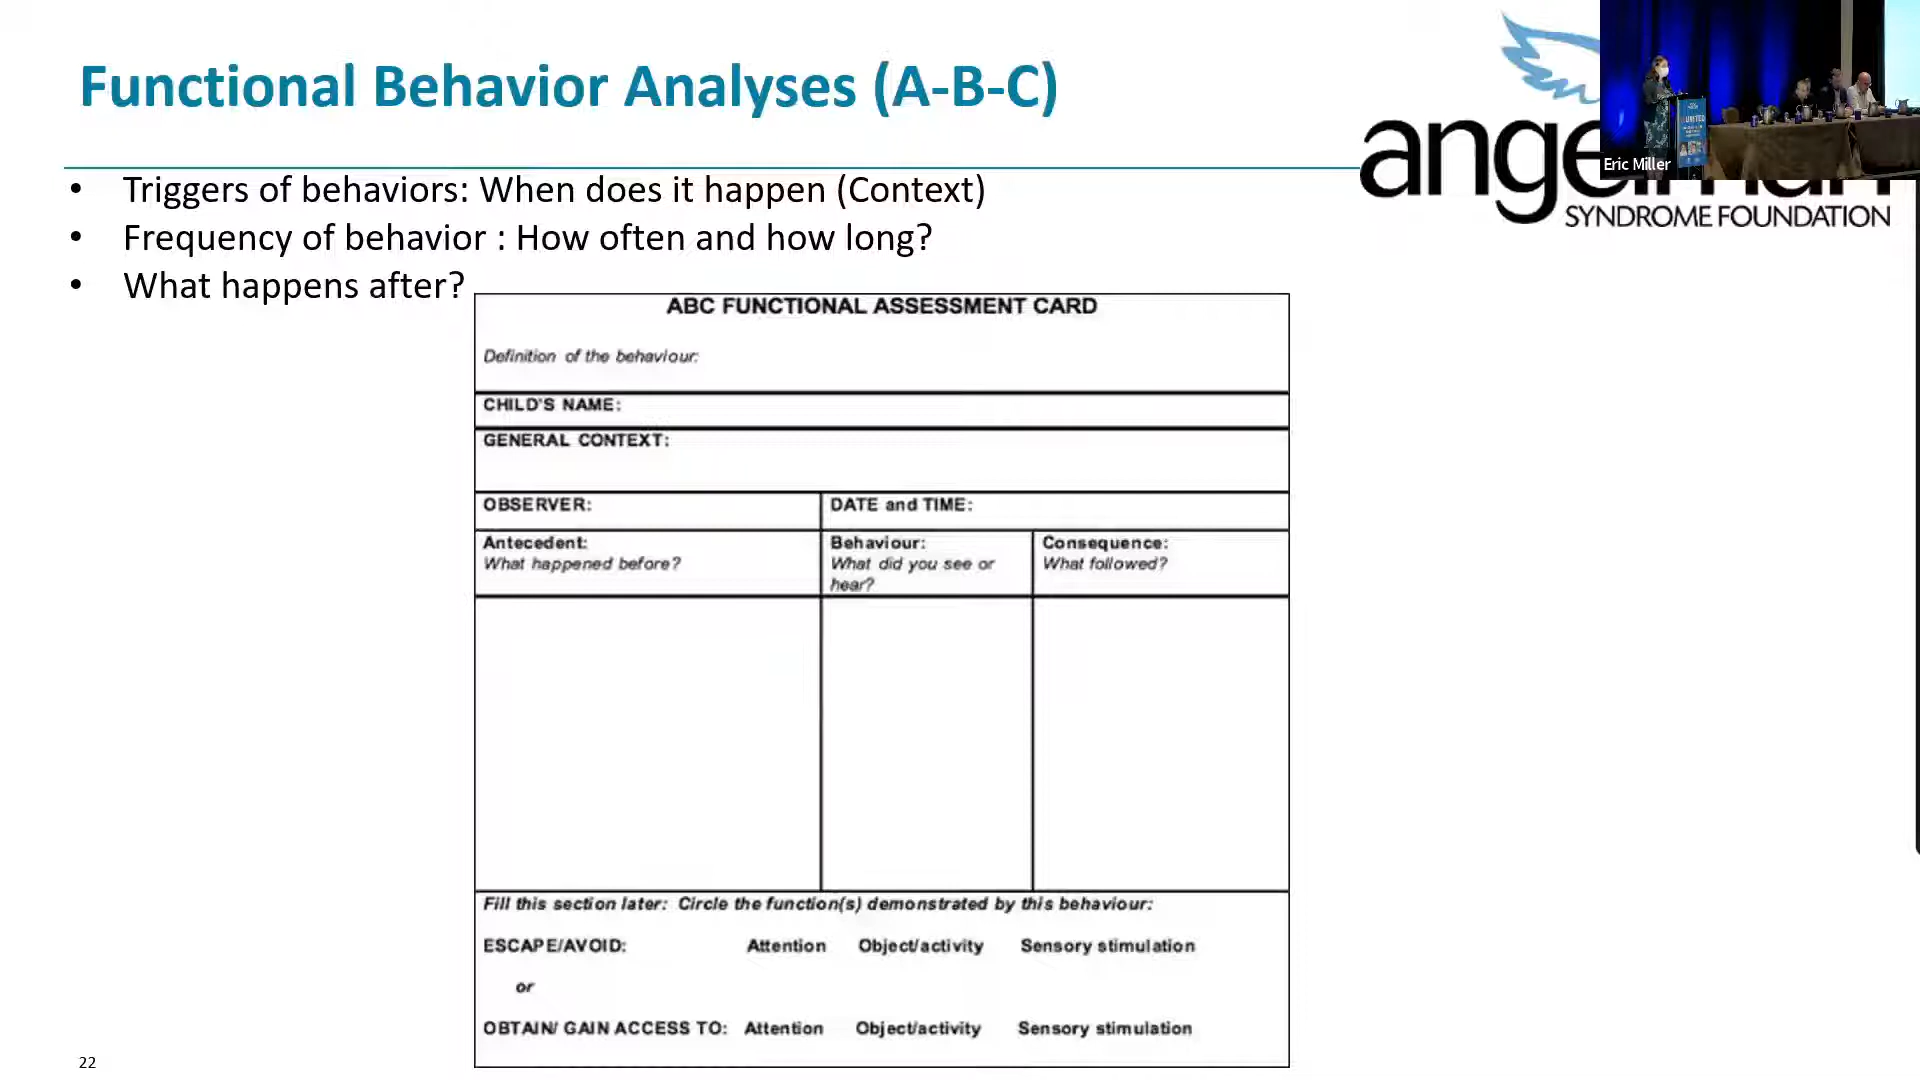 Functional Behavior Analyses (A-B-C)
• Triggers of behaviors: When does it happen (Context)
• Frequency of behavior : How often and how long?
• What happens after?
SYNDROME FOUNDATION
Eric Miller
ABC FUNCTIONAL ASSESSMENT CARD
Definition of the behaviour:
CHILD'S NAME:
GENERAL CONTEXT:
OBSERVER:
DATE and TIME:
Antecedent:
What happened before?
Behaviour:
What did you see or
hear?
Consequence:
What followed?
Fill this section later: Circle the function(s) demonstrated by this behaviour:
ESCAPE/AVOID: Attention Object/activity Sensory stimulation
or
OBTAIN/ GAIN ACCESS TO: Attention Object/activity Sensory stimulation
22